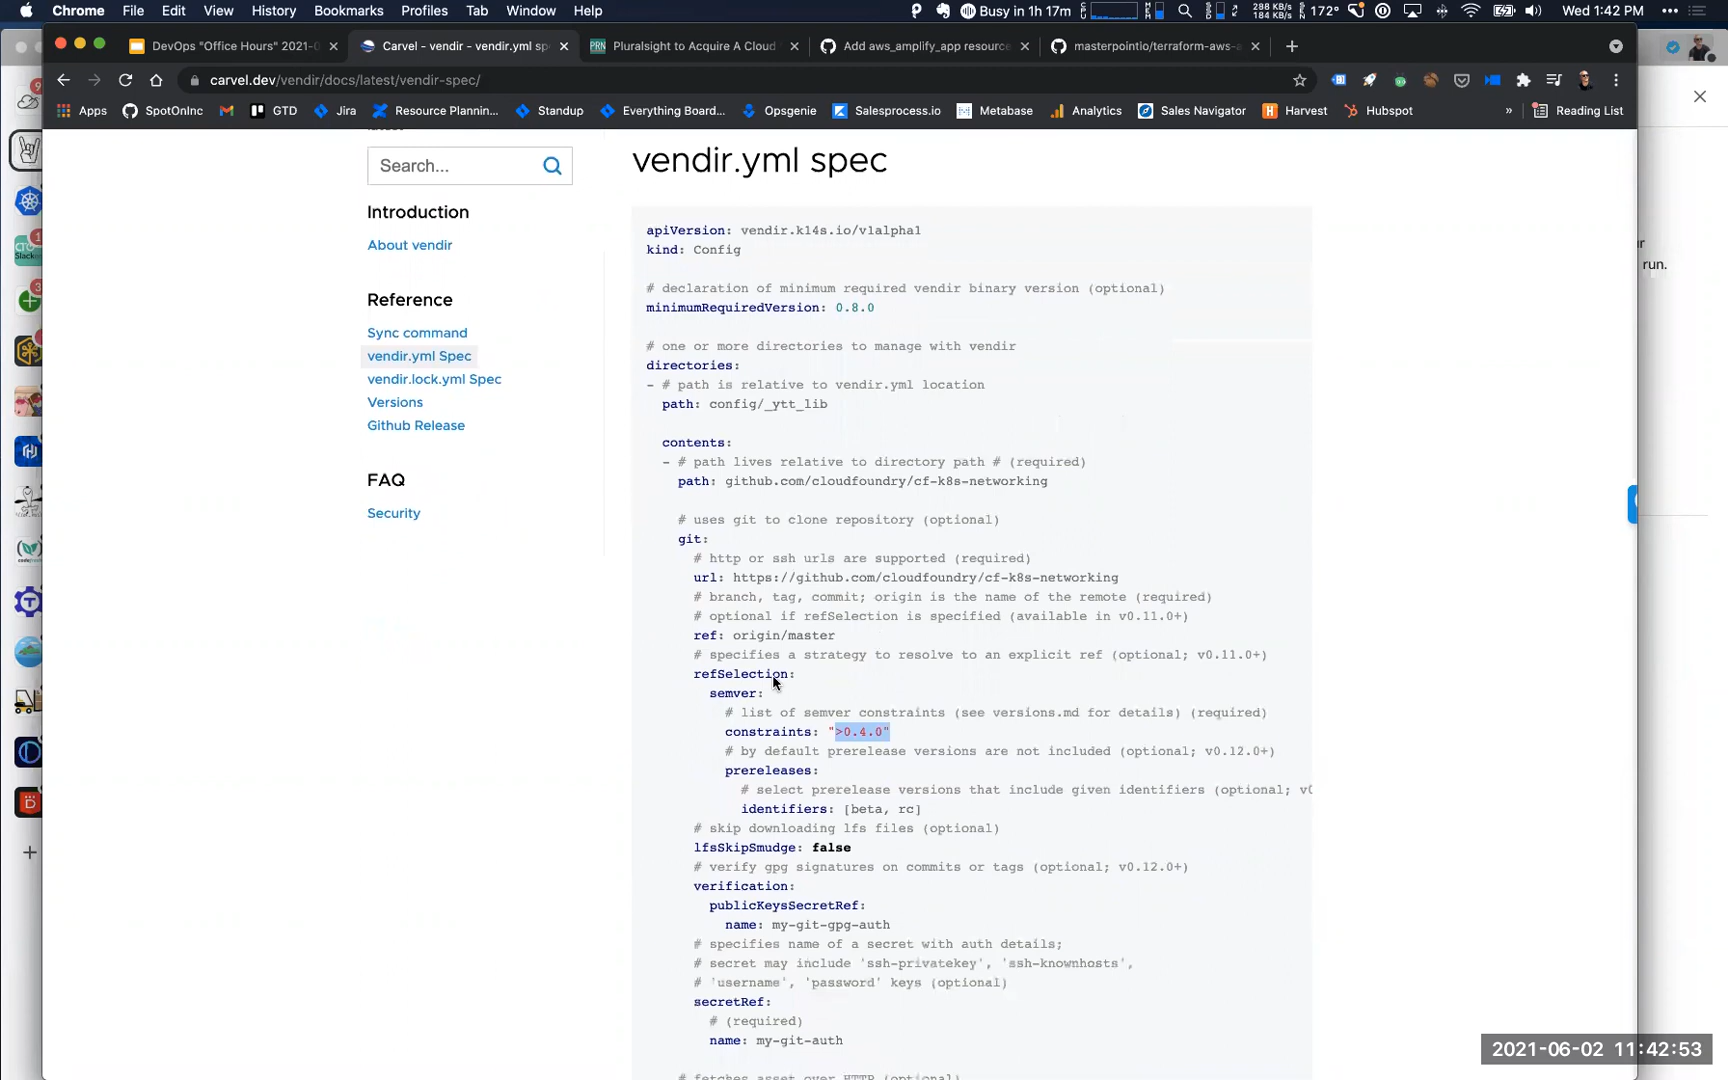 Chrome File Edit View History Bookmarks Profiles Tab Window Help
Busy in 1h 17m
288 KB/s
184 KB/s
172°
Wed 1:42 PM
DevOps "Office Hours" 2021-0
Carvel - vendir - vendir.yml sp
Pluralsight to Acquire A Cloud
Add aws_amplify_app resource
masterpointio/terraform-aws-a
carvel.dev/vendir/docs/latest/vendir-spec/
Apps SpotOnInc GTD Jira Resource Plannin... Standup Everything Board... Opsgenie Salesprocess.io Metabase Analytics Sales Navigator Harvest Hubspot » Reading List
latest
Search...
Introduction
About vendir
Reference
Sync command
vendir.yml Spec
vendir.lock.yml Spec
Versions
Github Release
FAQ
Security
vendir.yml spec
apiVersion: vendir.k14s.io/v1alpha1
kind: Config
# declaration of minimum required vendir binary version (optional)
minimumRequiredVersion: 0.8.0
# one or more directories to manage with vendir
directories:
- # path is relative to vendir.yml location
path: config/_ytt_lib
contents:
- # path lives relative to directory path # (required)
path: github.com/cloudfoundry/cf-k8s-networking
# uses git to clone repository (optional)
git:
# http or ssh urls are supported (required)
url: https://github.com/cloudfoundry/cf-k8s-networking
# branch, tag, commit; origin is the name of the remote (required)
# optional if refSelection is specified (available in v0.11.0+)
ref: origin/master
# specifies a strategy to resolve to an explicit ref (optional; v0.11.0+)
refSelection:
semver:
# list of semver constraints (see versions.md for details) (required)
constraints: ">0.4.0"
# by default prerelease versions are not included (optional; v0.12.0+)
prereleases:
# select prerelease versions that include given identifiers (optional; v0
identifiers: [beta, rc]
# skip downloading lfs files (optional)
lfsSkipSmudge: false
# verify gpg signatures on commits or tags (optional; v0.12.0+)
verification:
publicKeysSecretRef:
name: my-git-gpg-auth
# specifies name of a secret with auth details;
# secret may include 'ssh-privatekey', 'ssh-knownhosts',
# 'username', 'password' keys (optional)
secretRef:
# (required)
name: my-git-auth
# fetches asset over HTTP (optional)
run.
2021-06-02 11:42:53